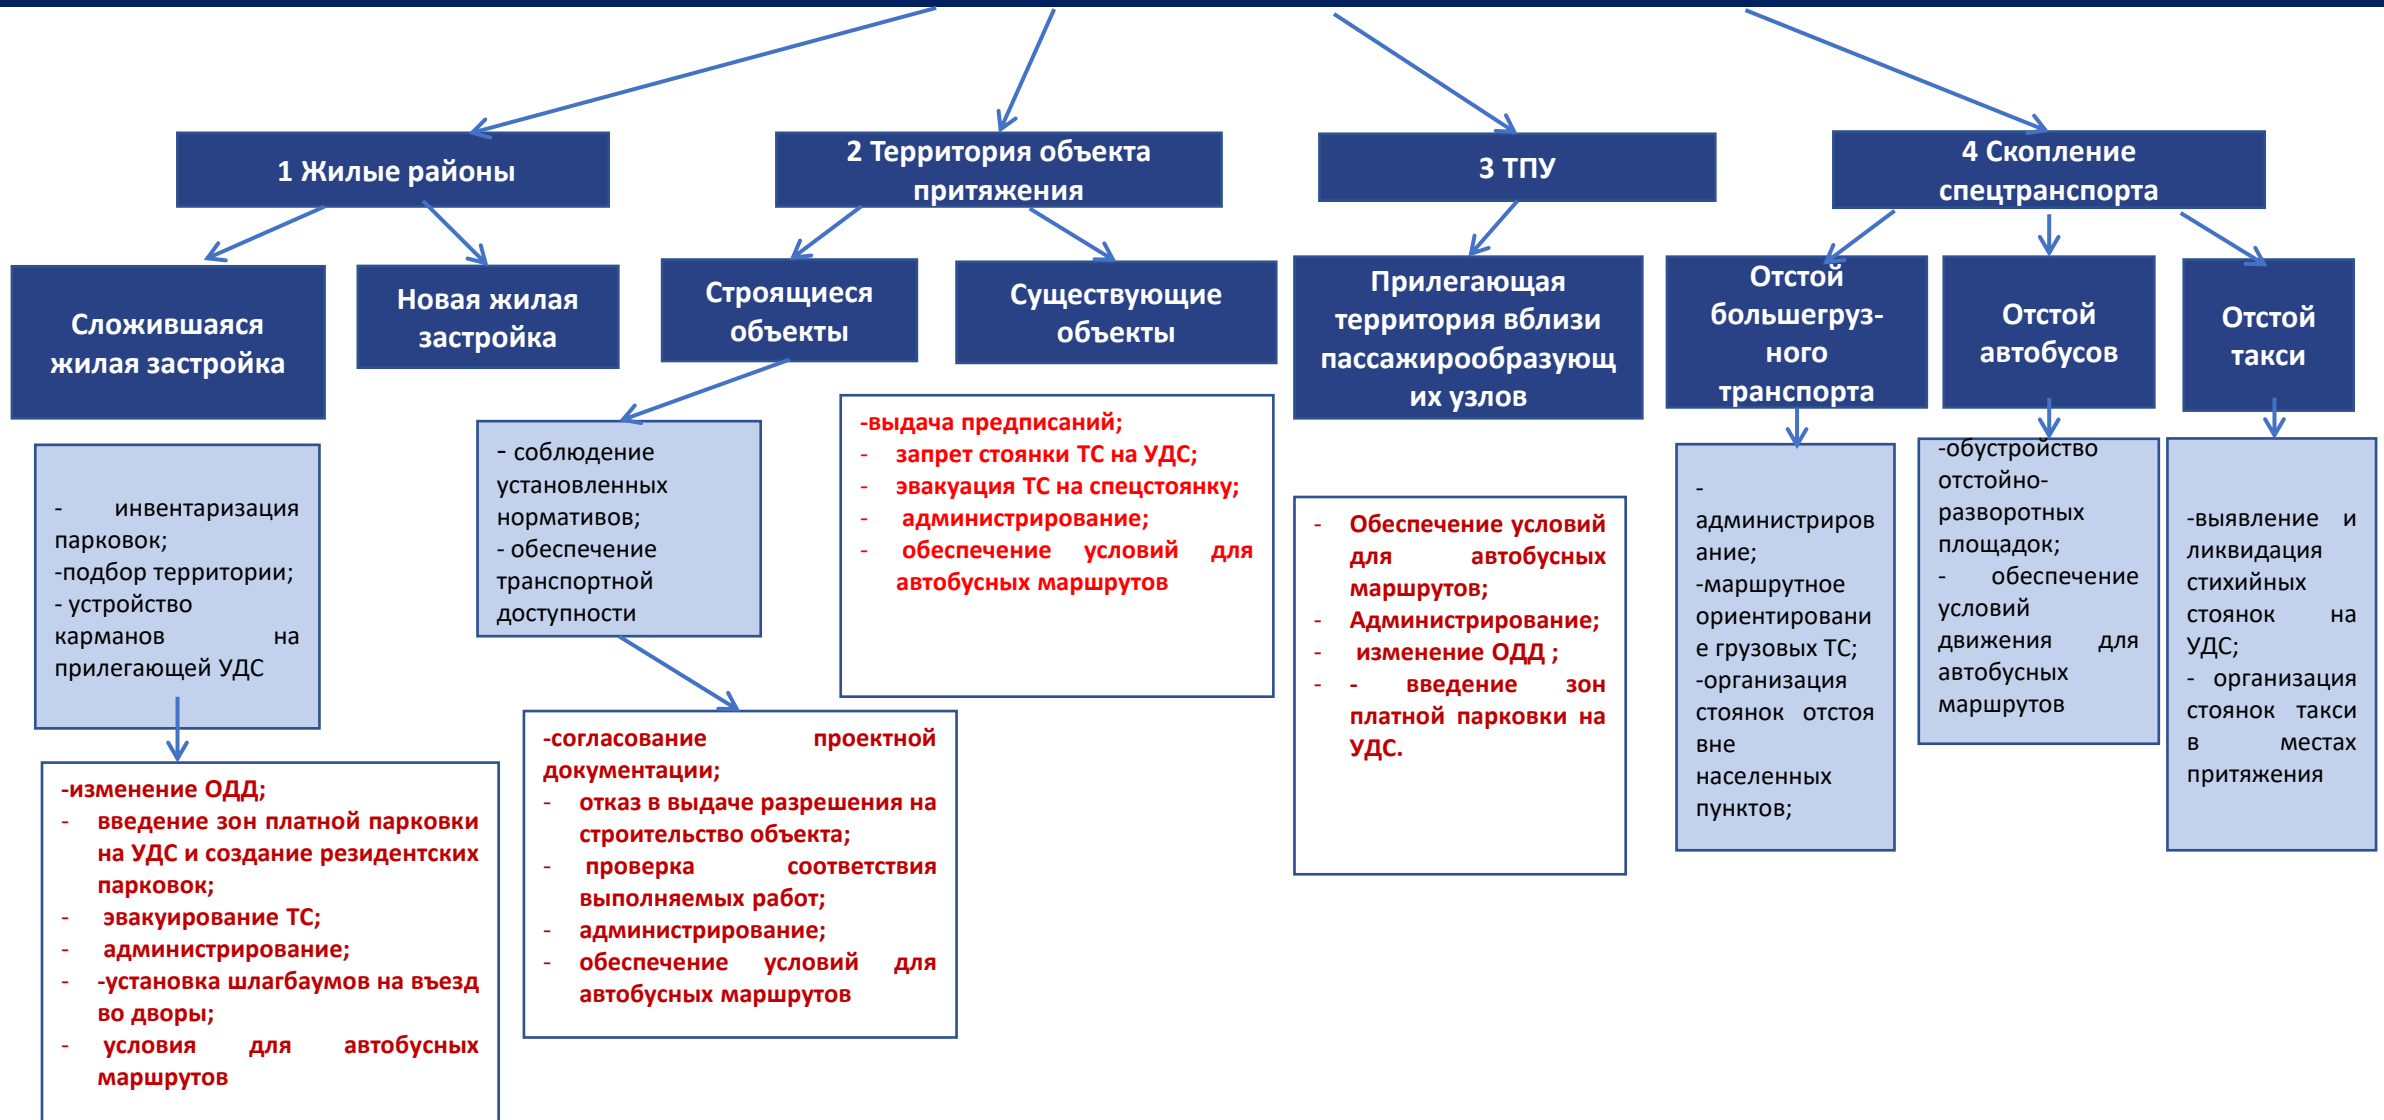 1 Жилые районы
2 Территория объекта
притяжения
3 ТПУ
4 Скопление
спецтранспорта
Сложившаяся
жилая застройка
Новая жилая
застройка
Строящиеся
объекты
Существующие
объекты
Прилегающая
территория вблизи
пассажирообразующ
их узлов
Отстой
большегруз-
ного
транспорта
Отстой
автобусов
Отстой
такси
- инвентаризация
парковок;
-подбор территории;
- устройство
карманов на
прилегающей УДС
- соблюдение
установленных
нормативов;
- обеспечение
транспортной
доступности
-выдача предписаний;
- запрет стоянки ТС на УДС;
- эвакуация ТС на спецстоянку;
- администрирование;
- обеспечение условий для
автобусных маршрутов
- Обеспечение условий
для автобусных
маршрутов;
- Администрирование;
- изменение ОДД ;
- - введение зон
платной парковки на
УДС.
-
администриров
ание;
-маршрутное
ориентировани
е грузовых ТС;
-организация
стоянок отстоя
вне
населенных
пунктов;
-обустройство
отстойно-
разворотных
площадок;
- обеспечение
условий
движения для
автобусных
маршрутов
-выявление и
ликвидация
стихийных
стоянок на
УДС;
- организация
стоянок такси
в местах
притяжения
-изменение ОДД;
- введение зон платной парковки
на УДС и создание резидентских
парковок;
- эвакуирование ТС;
- администрирование;
- -установка шлагбаумов на въезд
во дворы;
- условия для автобусных
маршрутов
-согласование проектной
документации;
- отказ в выдаче разрешения на
строительство объекта;
- проверка соответствия
выполняемых работ;
- администрирование;
- обеспечение условий для
автобусных маршрутов